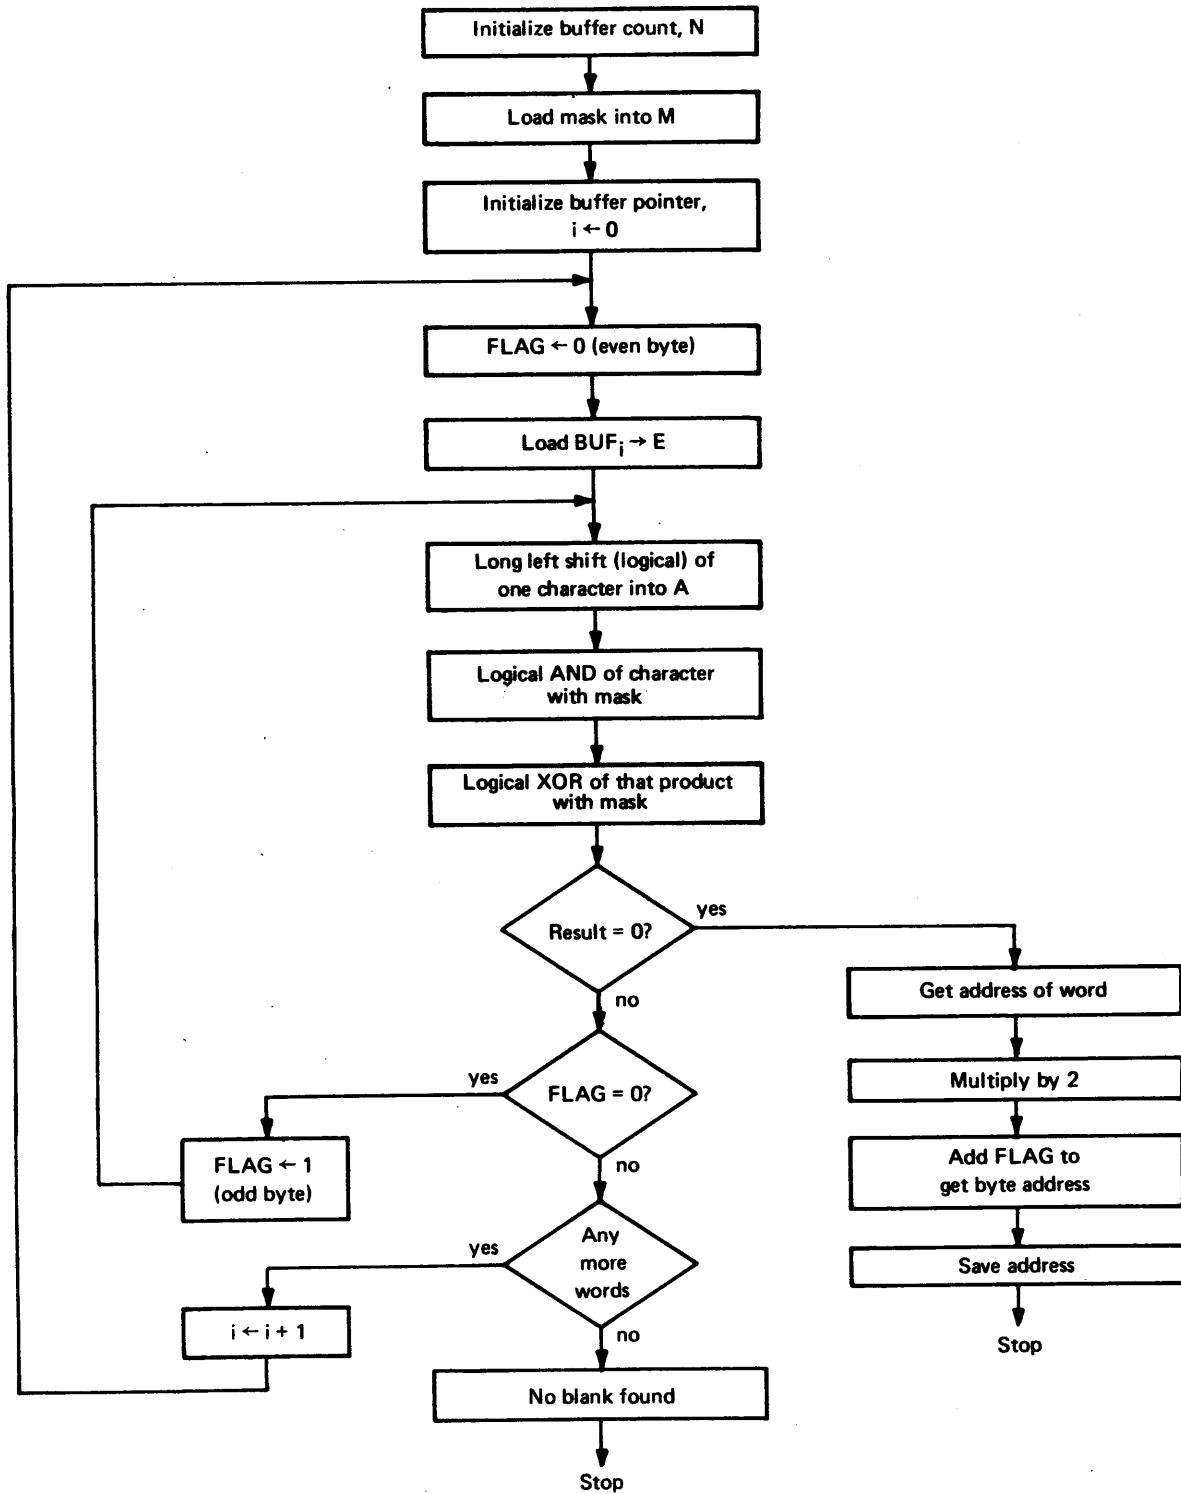 Initialize buffer count, N
Load mask into M
Initialize buffer pointer,
i ← 0
FLAG ← 0 (even byte)
Load BUFi → E
Long left shift (logical) of
one character into A
Logical AND of character
with mask
Logical XOR of that product
with mask
Result = 0?
yes
no
Get address of word
Multiply by 2
Add FLAG to
get byte address
Save address
Stop
FLAG = 0?
yes
no
FLAG ← 1
(odd byte)
Any
more
words
yes
no
i ← i + 1
No blank found
Stop